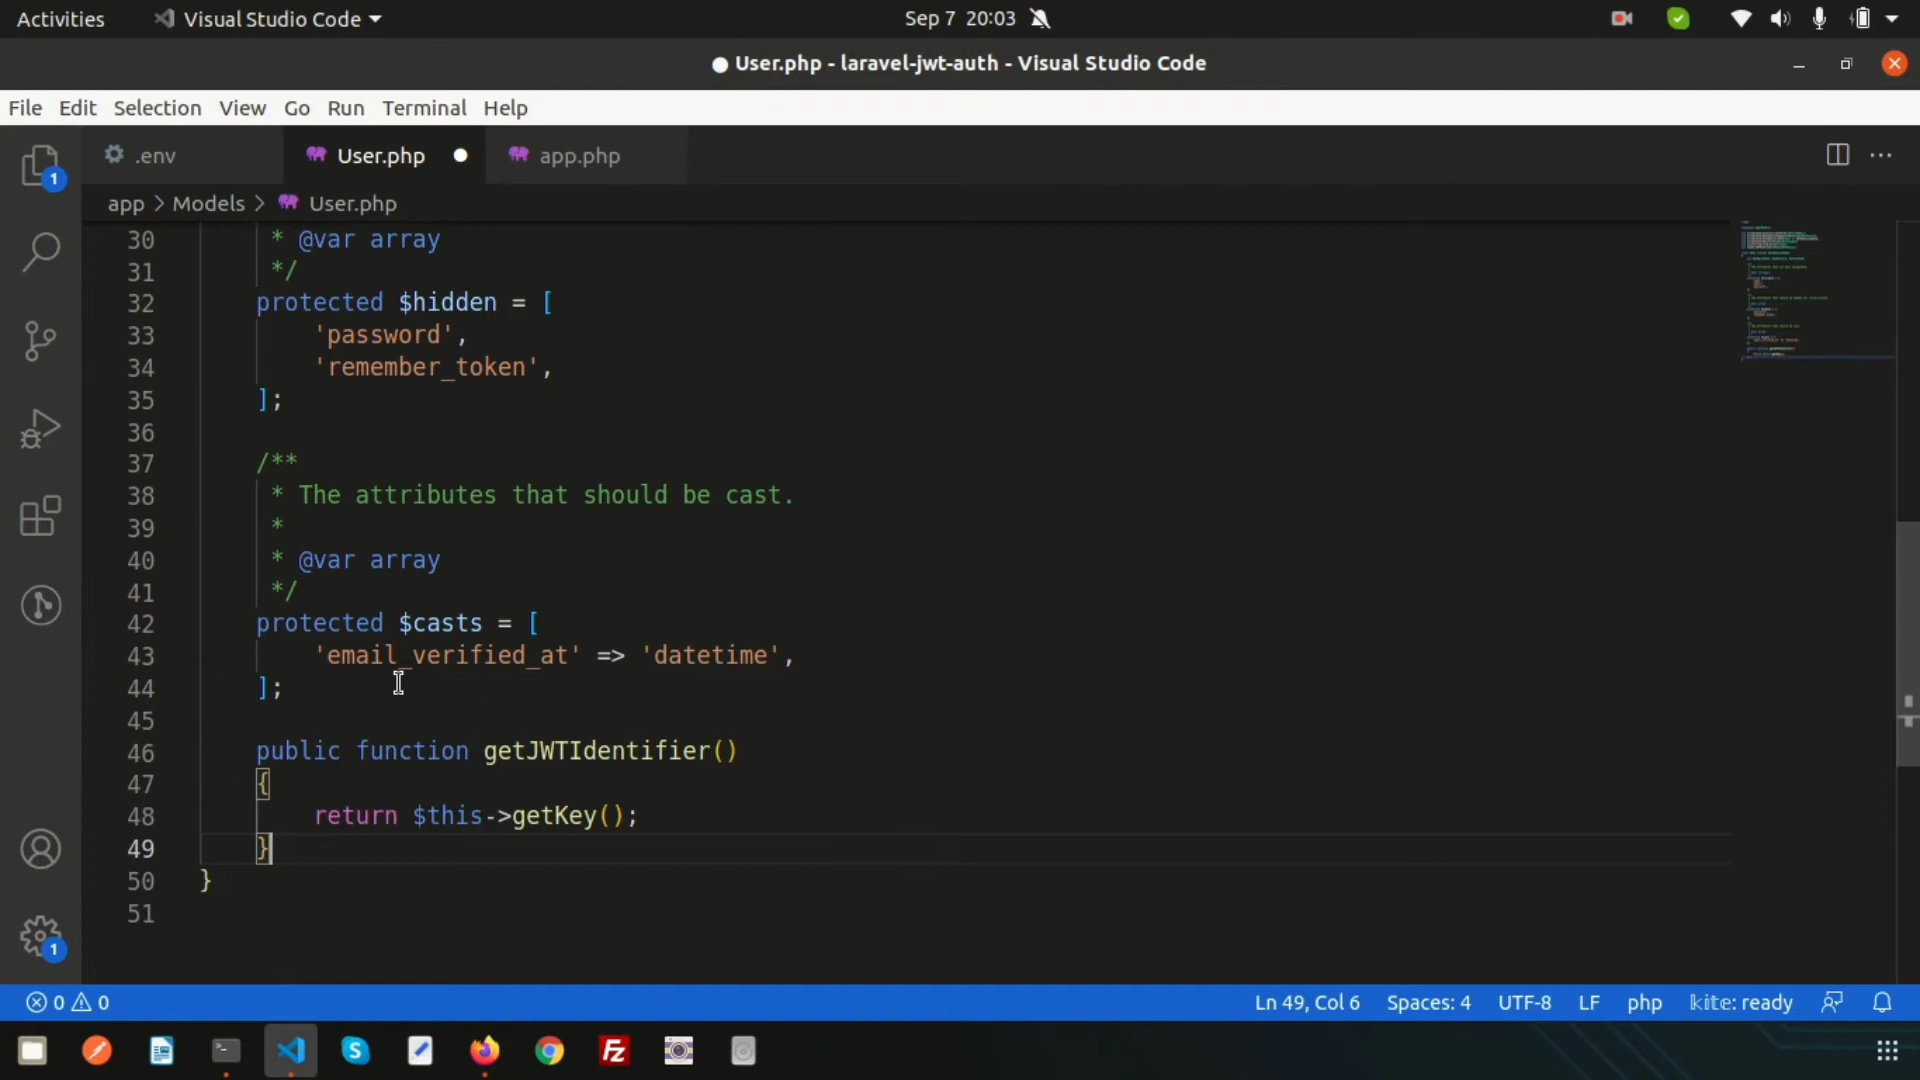 Activities Visual Studio Code Sep 7 20:03
User.php - laravel-jwt-auth - Visual Studio Code
File Edit Selection View Go Run Terminal Help
.env User.php app.php
app > Models > User.php
30 * @var array
31 */
32 protected $hidden = [
33 'password',
34 'remember_token',
35 ];
36
37 /**
38 * The attributes that should be cast.
39 *
40 * @var array
41 */
42 protected $casts = [
43 'email_verified_at' => 'datetime',
44 ];
45
46 public function getJWTIdentifier()
47 {
48 return $this->getKey();
49 }
50 }
51
1
1
0 0 Ln 49, Col 6 Spaces: 4 UTF-8 LF php kite: ready
S
Fz